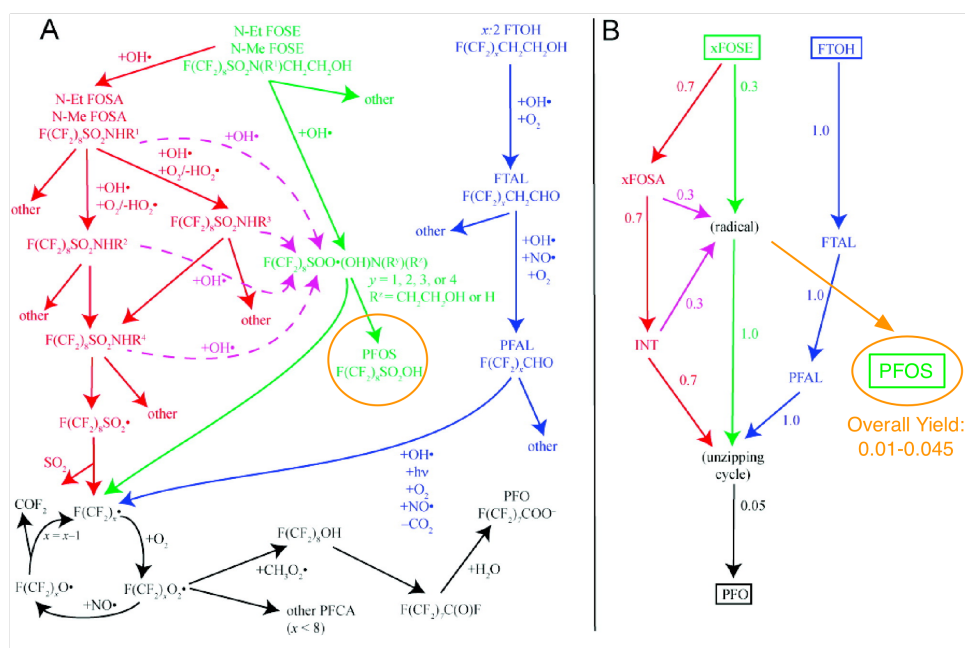 A
N-Et FOSE
N-Me FOSE
F(CF₂)₈SO₂N(R¹)CH₂CH₂OH
x:2 FTOH
F(CF₂)ₓCH₂CH₂OH
+OH•
other
N-Et FOSA
N-Me FOSA
F(CF₂)₈SO₂NHR¹
+OH•
+OH•
+OH•
+O₂
+OH•
+O₂/-HO₂•
+OH•
+O₂/-HO₂•
other
FTAL
F(CF₂)ₓCH₂CHO
F(CF₂)₈SO₂NHR³
other
F(CF₂)₈SO₂NHR²
+OH•
+NO•
+O₂
F(CF₂)₈SOO•(OH)N(Rʸ)(Rᶻ)
+OH•
y = 1, 2, 3, or 4
Rᶻ = CH₂CH₂OH or H
other
other
F(CF₂)₈SO₂NHR⁴
+OH•
PFOS
F(CF₂)₈SO₂OH
PFAL
F(CF₂)ₓCHO
other
F(CF₂)₈SO₂•
other
SO₂
+OH•
+hν
+O₂
+NO•
–CO₂
COF₂
F(CF₂)ₓ•
PFO
F(CF₂)₇COO⁻
x = x–1
+O₂
F(CF₂)₈OH
+CH₃O₂•
+H₂O
F(CF₂)ₓO•
F(CF₂)ₓO₂•
+NO•
other PFCA
(x < 8)
F(CF₂)₇C(O)F
B
xFOSE
FTOH
0.7
0.3
1.0
xFOSA
0.3
0.7
(radical)
FTAL
0.3
1.0
1.0
INT
PFAL
PFOS
0.7
1.0
Overall Yield:
0.01-0.045
(unzipping
cycle)
0.05
PFO